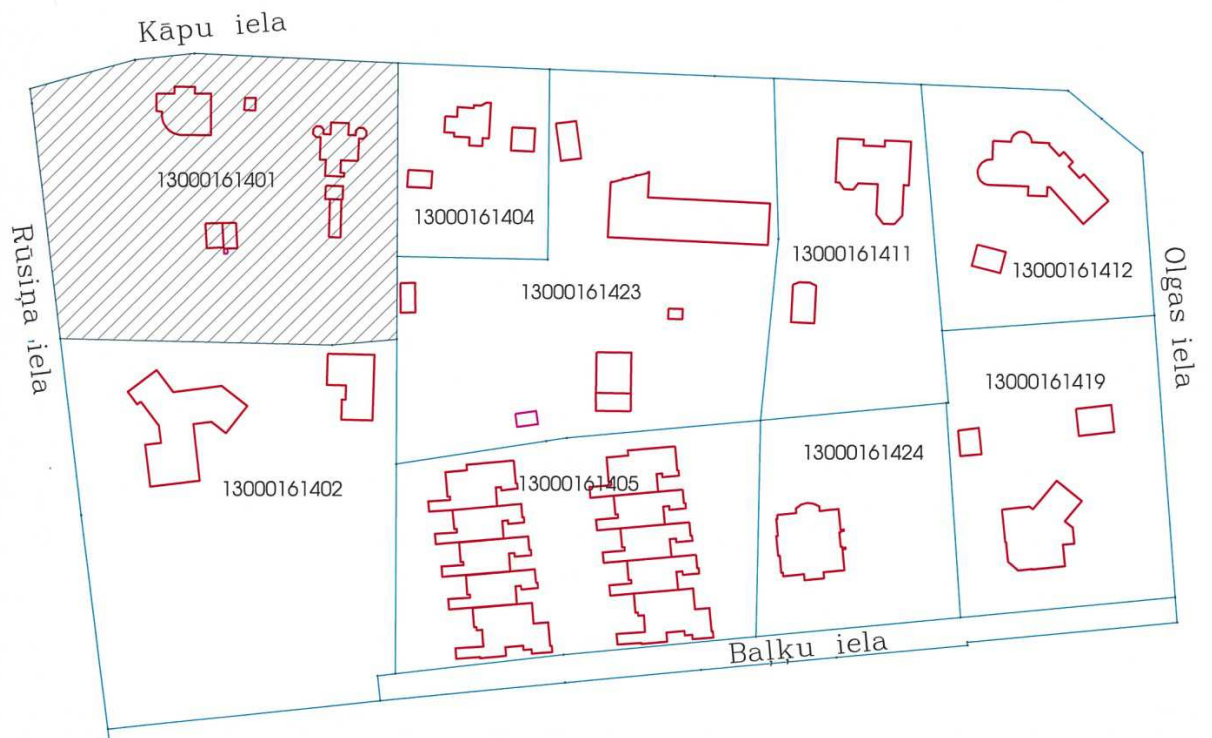 Kāpu iela
13000161401
13000161404
13000161411
13000161412
Rūsiņa iela
Olgas iela
13000161423
13000161419
13000161402
13000161405
13000161424
Baļķu iela